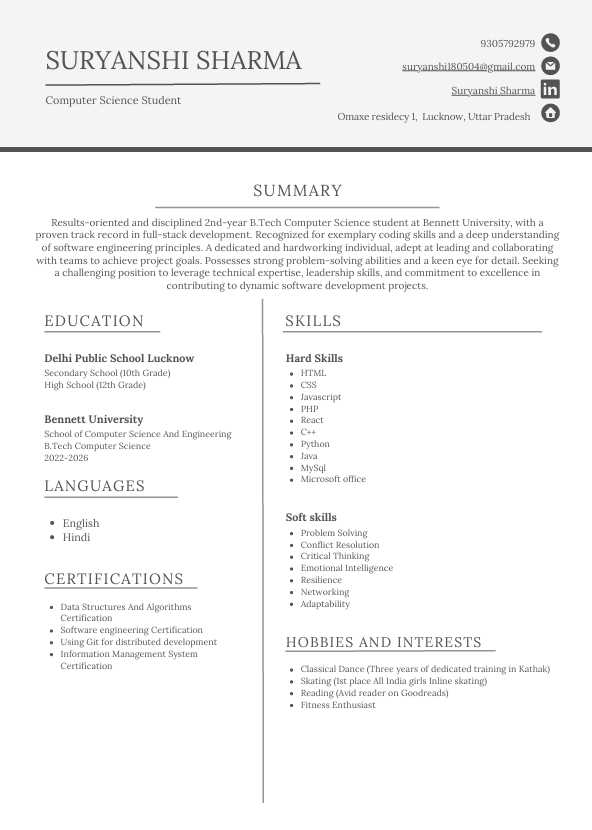 SURYANSHI SHARMA
Computer Science Student
9305792979
suryanshi180504@gmail.com
Suryanshi Sharma
in
Omaxe residecy 1, Lucknow, Uttar Pradesh
SUMMARY
Results-oriented and disciplined 2nd-year B.Tech Computer Science student at Bennett University, with a
proven track record in full-stack development. Recognized for exemplary coding skills and a deep understanding
of software engineering principles. A dedicated and hardworking individual, adept at leading and collaborating
with teams to achieve project goals. Possesses strong problem-solving abilities and a keen eye for detail. Seeking
a challenging position to leverage technical expertise, leadership skills, and commitment to excellence in
contributing to dynamic software development projects.
EDUCATION
Delhi Public School Lucknow
Secondary School (10th Grade)
High School (12th Grade)
Bennett University
School of Computer Science And Engineering
B.Tech Computer Science
2022-2026
LANGUAGES
• English
• Hindi
CERTIFICATIONS
• Data Structures And Algorithms
Certification
• Software engineering Certification
• Using Git for distributed development
• Information Management System
Certification
SKILLS
Hard Skills
• HTML
• CSS
• Javascript
• PHP
• React
• C++
• Python
• Java
• MySql
• Microsoft office
Soft skills
• Problem Solving
• Conflict Resolution
• Critical Thinking
• Emotional Intelligence
• Resilience
• Networking
• Adaptability
HOBBIES AND INTERESTS
• Classical Dance (Three years of dedicated training in Kathak)
• Skating (1st place All India girls Inline skating)
• Reading (Avid reader on Goodreads)
• Fitness Enthusiast